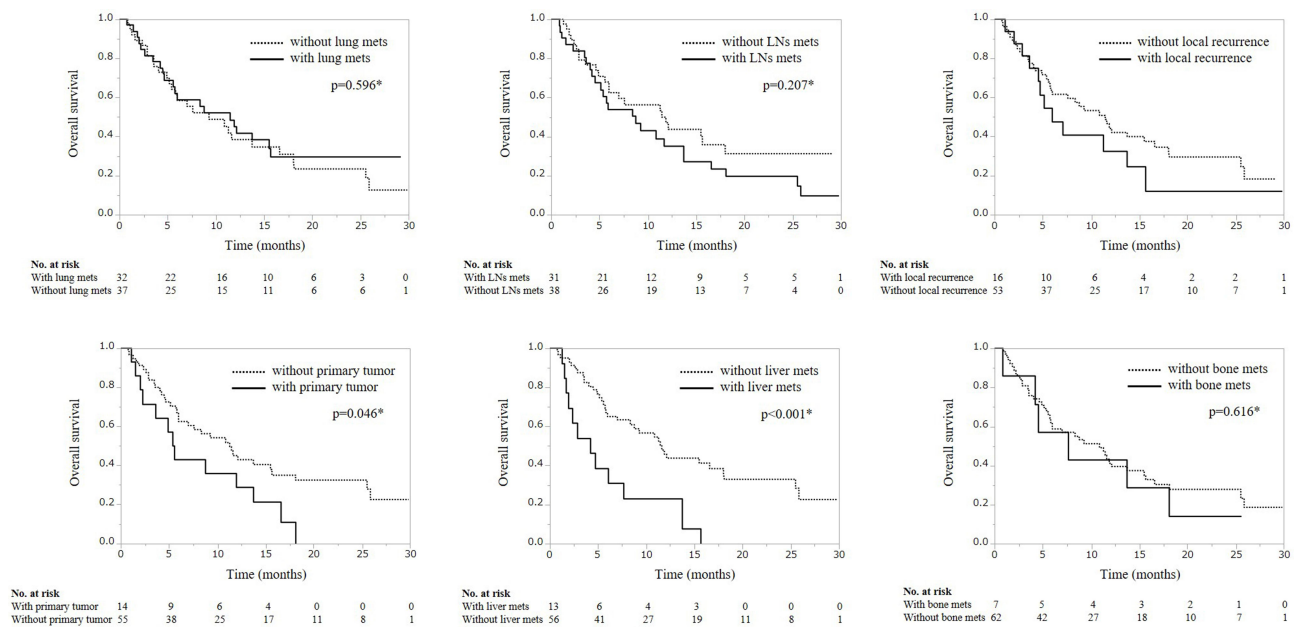 1.0
0.8
0.6
0.4
0.2
0.0
Overall survival
without lung mets
with lung mets
p=0.596*
0 5 10 15 20 25 30
Time (months)
No. at risk
With lung mets 32 22 16 10 6 3 0
Without lung mets 37 25 15 11 6 6 1
1.0
0.8
0.6
0.4
0.2
0.0
Overall survival
without LNs mets
with LNs mets
p=0.207*
0 5 10 15 20 25 30
Time (months)
No. at risk
With LNs mets 31 21 12 9 5 5 1
Without LNs mets 38 26 19 13 7 4 0
1.0
0.8
0.6
0.4
0.2
0.0
Overall survival
without local recurrence
with local recurrence
0 5 10 15 20 25 30
Time (months)
No. at risk
With local recurrence 16 10 6 4 2 2 1
Without local recurrence 53 37 25 17 10 7 1
1.0
0.8
0.6
0.4
0.2
0.0
Overall survival
without primary tumor
with primary tumor
p=0.046*
0 5 10 15 20 25 30
Time (months)
No. at risk
With primary tumor 14 9 6 4 0 0 0
Without primary tumor 55 38 25 17 11 8 1
1.0
0.8
0.6
0.4
0.2
0.0
Overall survival
without liver mets
with liver mets
p<0.001*
0 5 10 15 20 25 30
Time (months)
No. at risk
With liver mets 13 6 4 3 0 0 0
Without liver mets 56 41 27 19 11 8 1
1.0
0.8
0.6
0.4
0.2
0.0
Overall survival
without bone mets
with bone mets
p=0.616*
0 5 10 15 20 25 30
Time (months)
No. at risk
With bone mets 7 5 4 3 2 1 0
Without bone mets 62 42 27 18 10 7 1